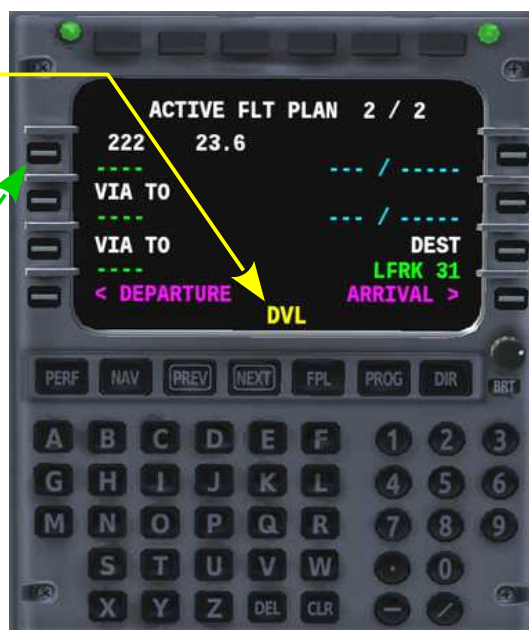 ACTIVE FLT PLAN 2 / 2
222 23.6
---- --- / -----
VIA TO
---- --- / -----
VIA TO DEST
---- LFRK 31
< DEPARTURE ARRIVAL >
DVL
PERF NAV PREV NEXT FPL PROG DIR BRT
A B C D E F 1 2 3
G H I J K L 4 5 6
M N O P Q R 7 8 9
S T U V W · 0
X Y Z DEL CLR – /